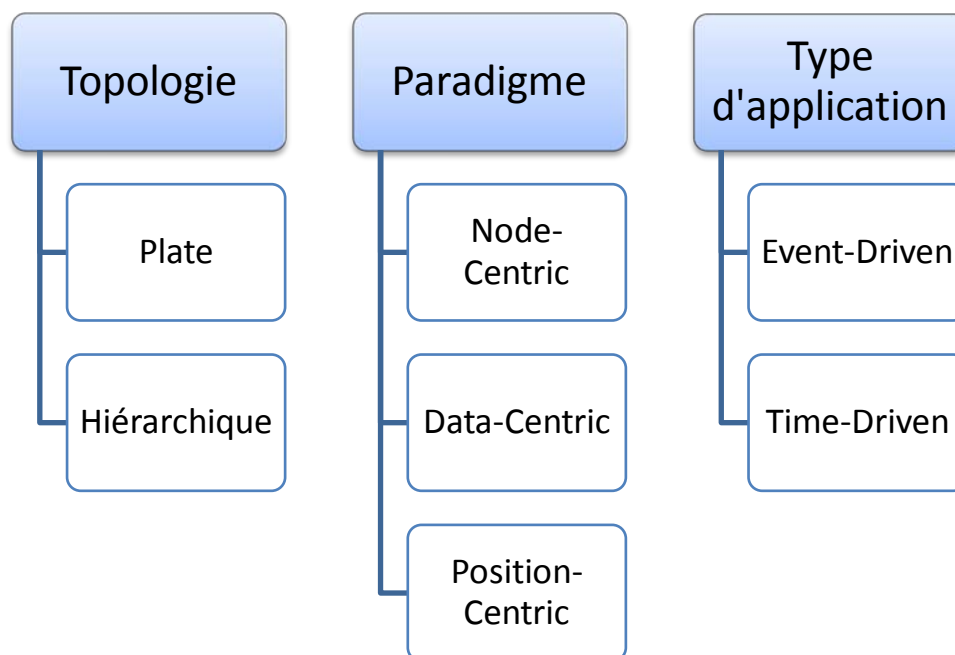 Topologie
Plate
Hiérarchique
Paradigme
Node-
Centric
Data-Centric
Position-
Centric
Type
d'application
Event-Driven
Time-Driven